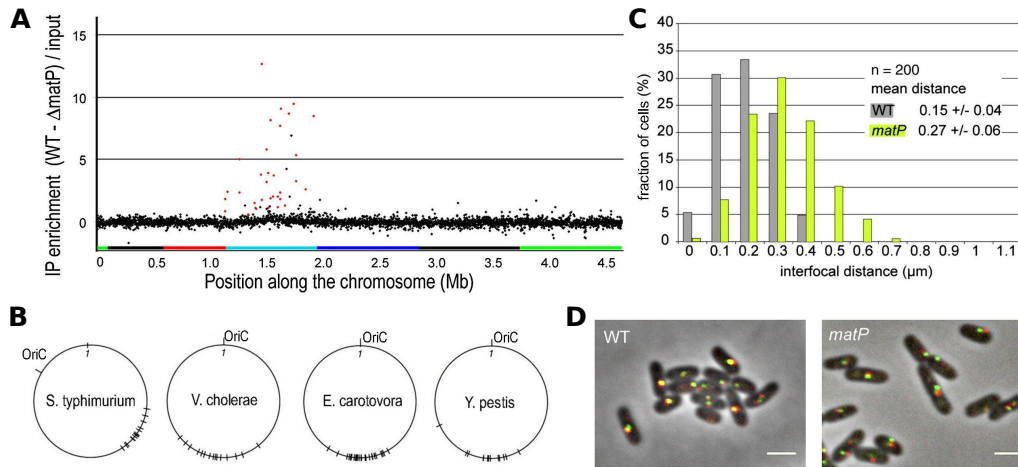 A
IP enrichment (WT - ΔmatP) / input
15
10
5
0
0 0.5 1.0 1.5 2.0 2.5 3.0 3.5 4.0 4.5
Position along the chromosome (Mb)
B
OriC
1
S. typhimurium
OriC
1
V. cholerae
OriC
1
E. carotovora
OriC
1
Y. pestis
C
fraction of cells (%)
40
35
30
25
20
15
10
5
0
0 0.1 0.2 0.3 0.4 0.5 0.6 0.7 0.8 0.9 1 1.1
interfocal distance (µm)
n = 200
mean distance
WT 0.15 +/- 0.04
matP 0.27 +/- 0.06
D
WT
matP